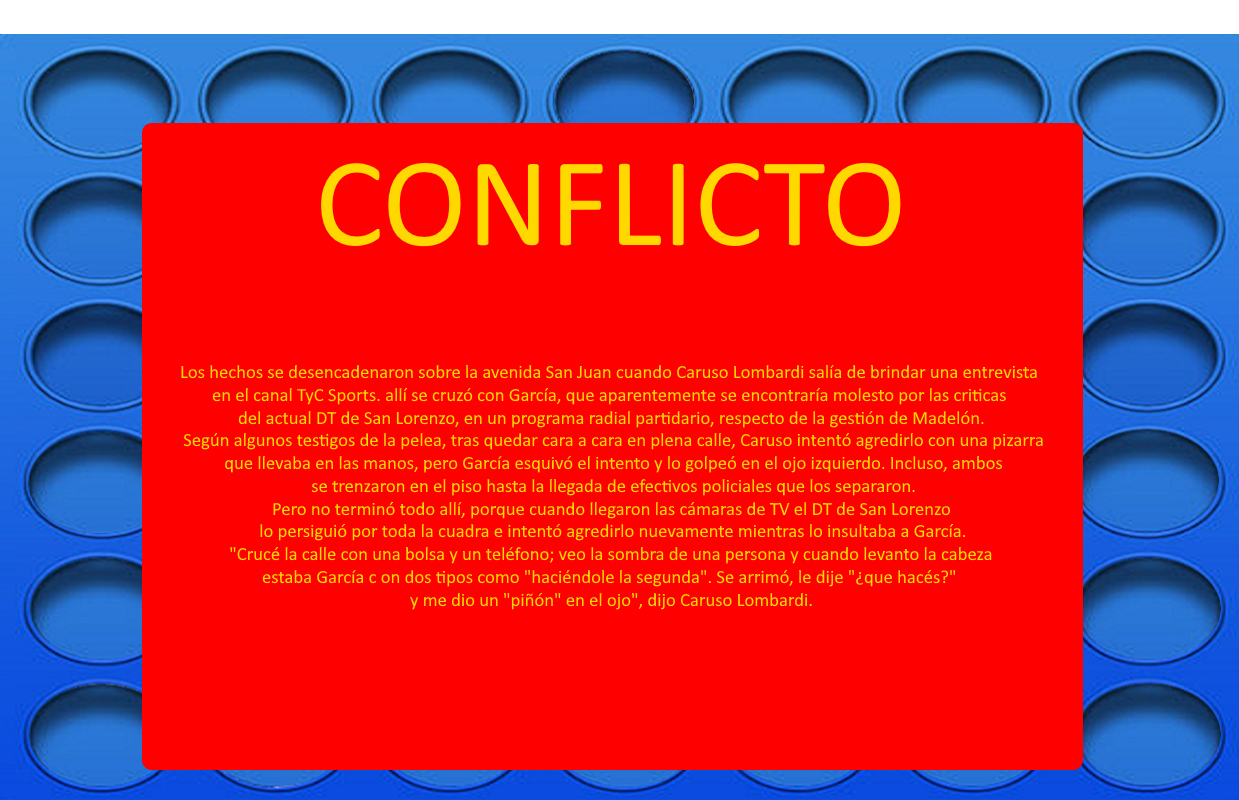 CONFLICTO
Los hechos se desencadenaron sobre la avenida San Juan cuando Caruso Lombardi salía de brindar una entrevista
en el canal TyC Sports. allí se cruzó con García, que aparentemente se encontraría molesto por las criticas
del actual DT de San Lorenzo, en un programa radial partidario, respecto de la gestión de Madelón.
Según algunos testigos de la pelea, tras quedar cara a cara en plena calle, Caruso intentó agredirlo con una pizarra
que llevaba en las manos, pero García esquivó el intento y lo golpeó en el ojo izquierdo. Incluso, ambos
se trenzaron en el piso hasta la llegada de efectivos policiales que los separaron.
Pero no terminó todo allí, porque cuando llegaron las cámaras de TV el DT de San Lorenzo
lo persiguió por toda la cuadra e intentó agredirlo nuevamente mientras lo insultaba a García.
"Crucé la calle con una bolsa y un teléfono; veo la sombra de una persona y cuando levanto la cabeza
estaba García c on dos tipos como "haciéndole la segunda". Se arrimó, le dije "¿que hacés?"
y me dio un "piñón" en el ojo", dijo Caruso Lombardi.